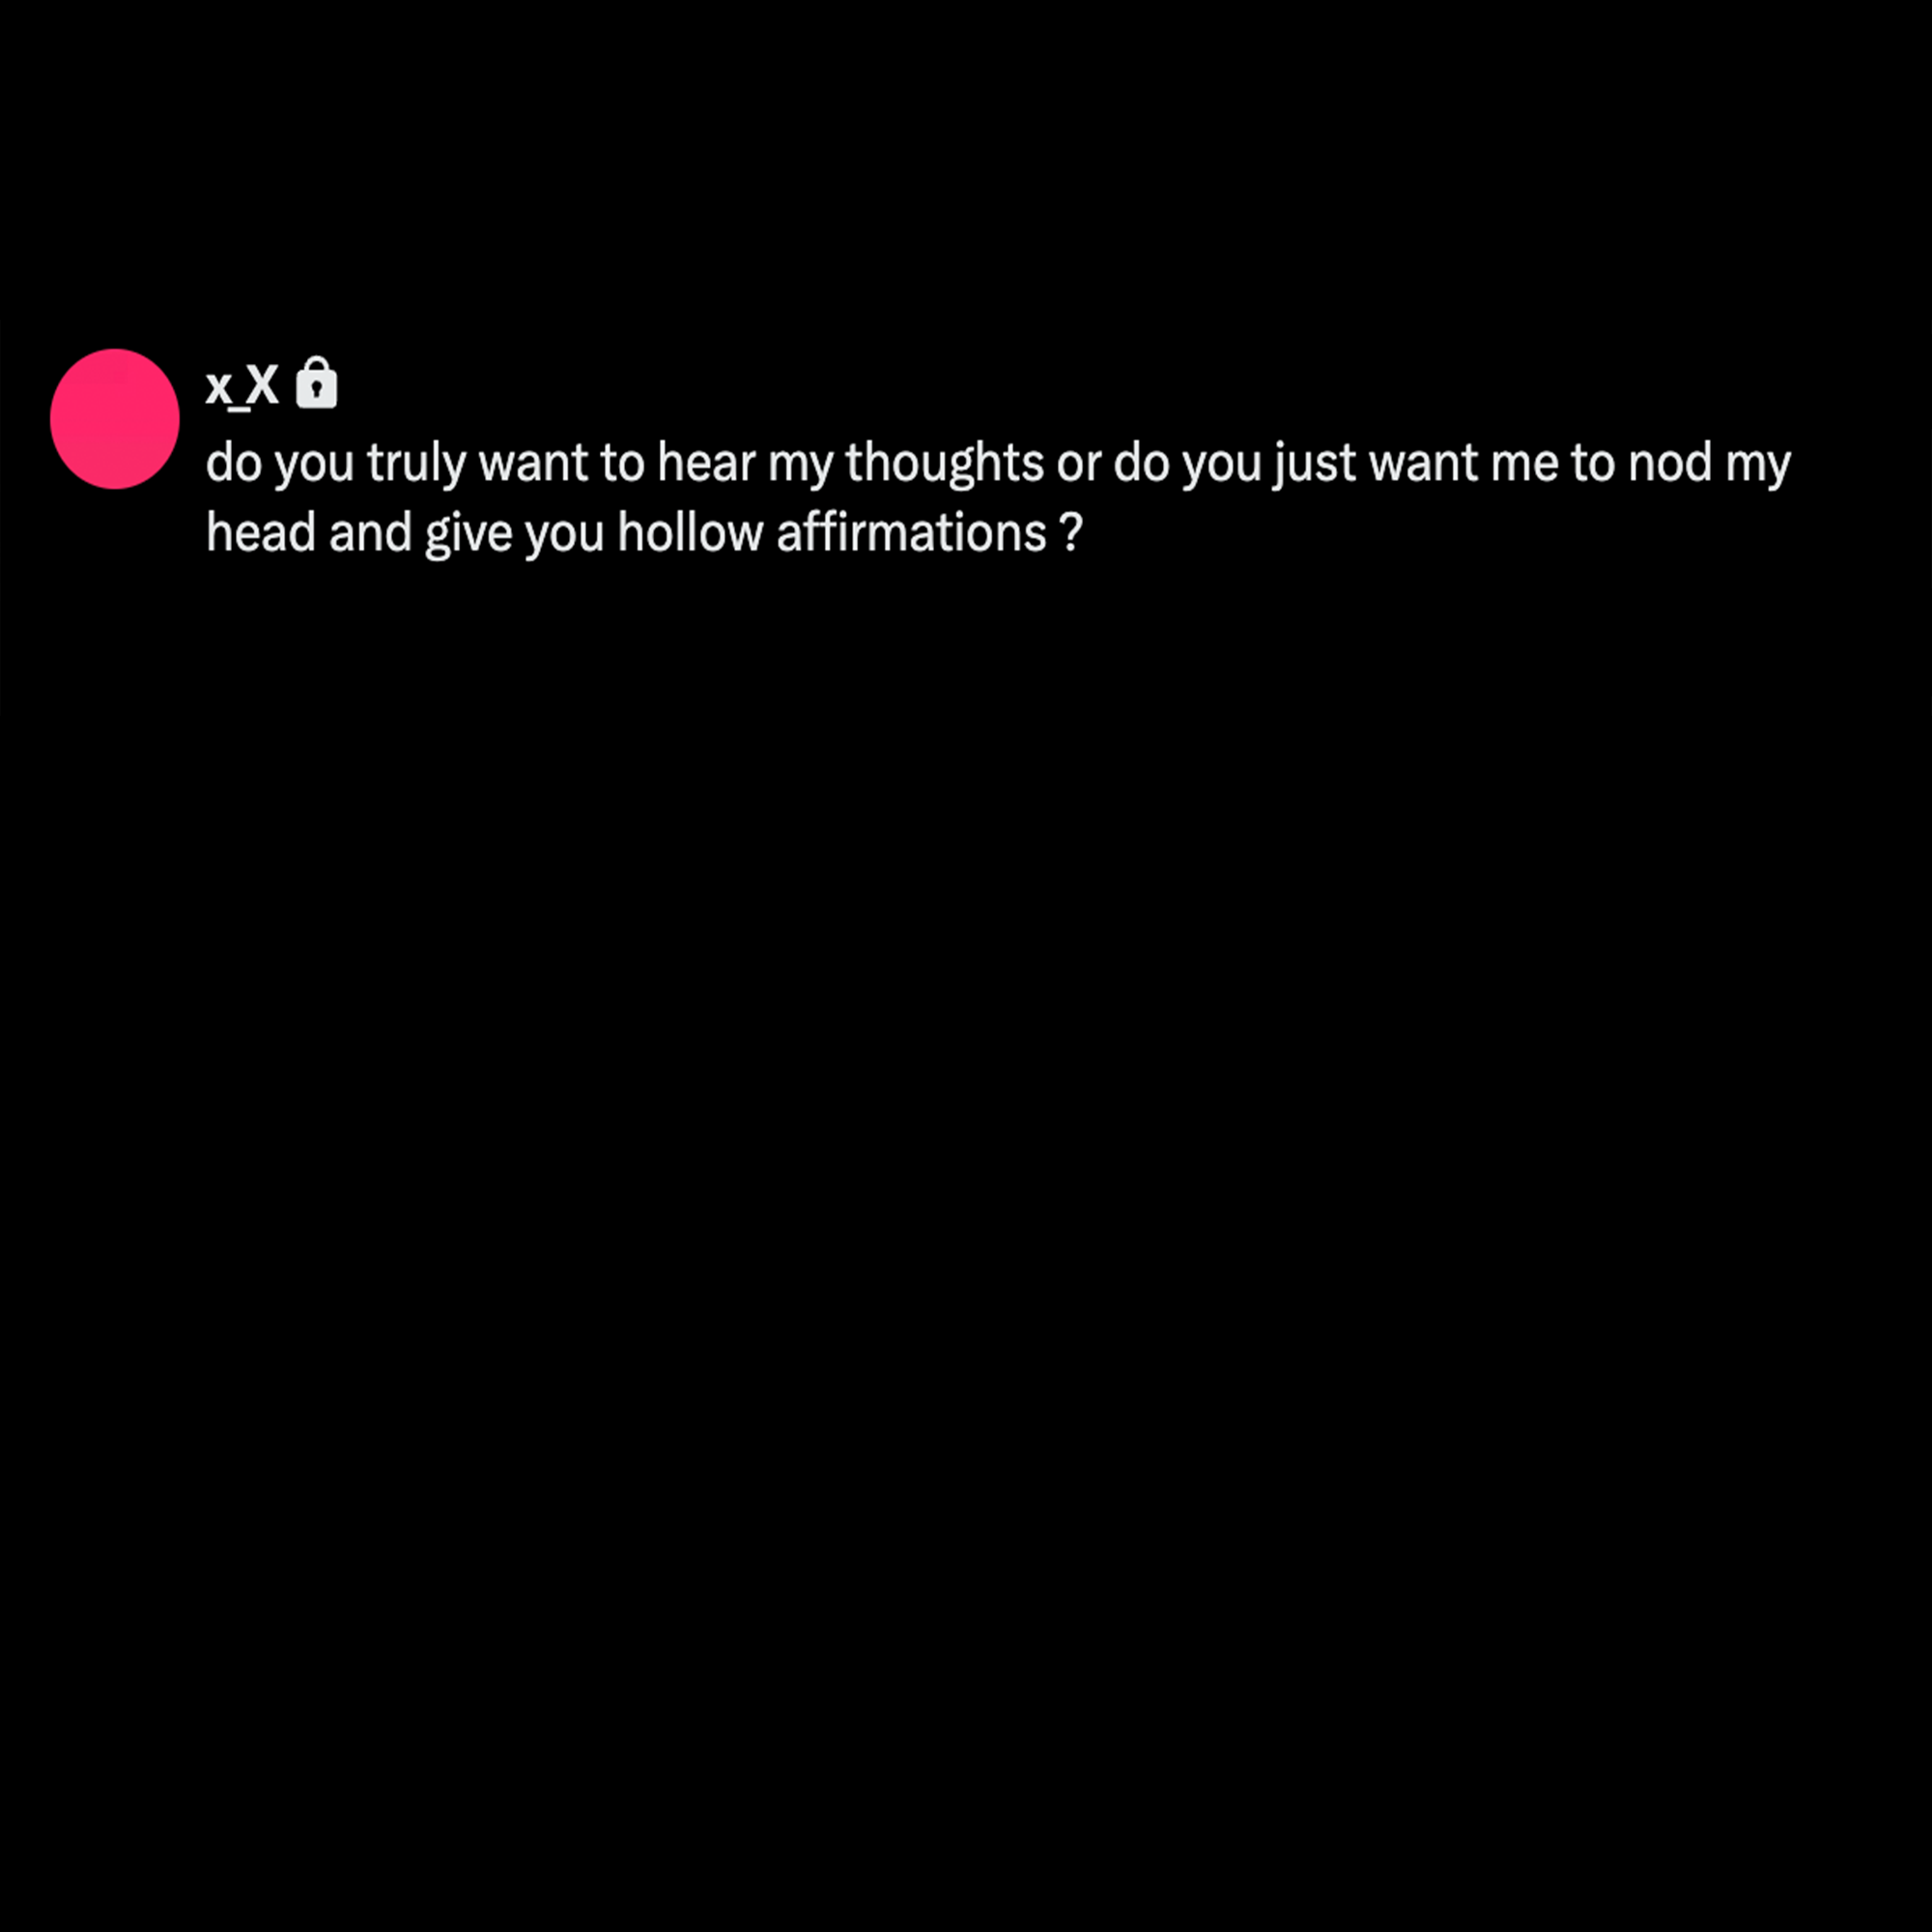 x_X
do you truly want to hear my thoughts or do you just want me to nod my
head and give you hollow affirmations ?